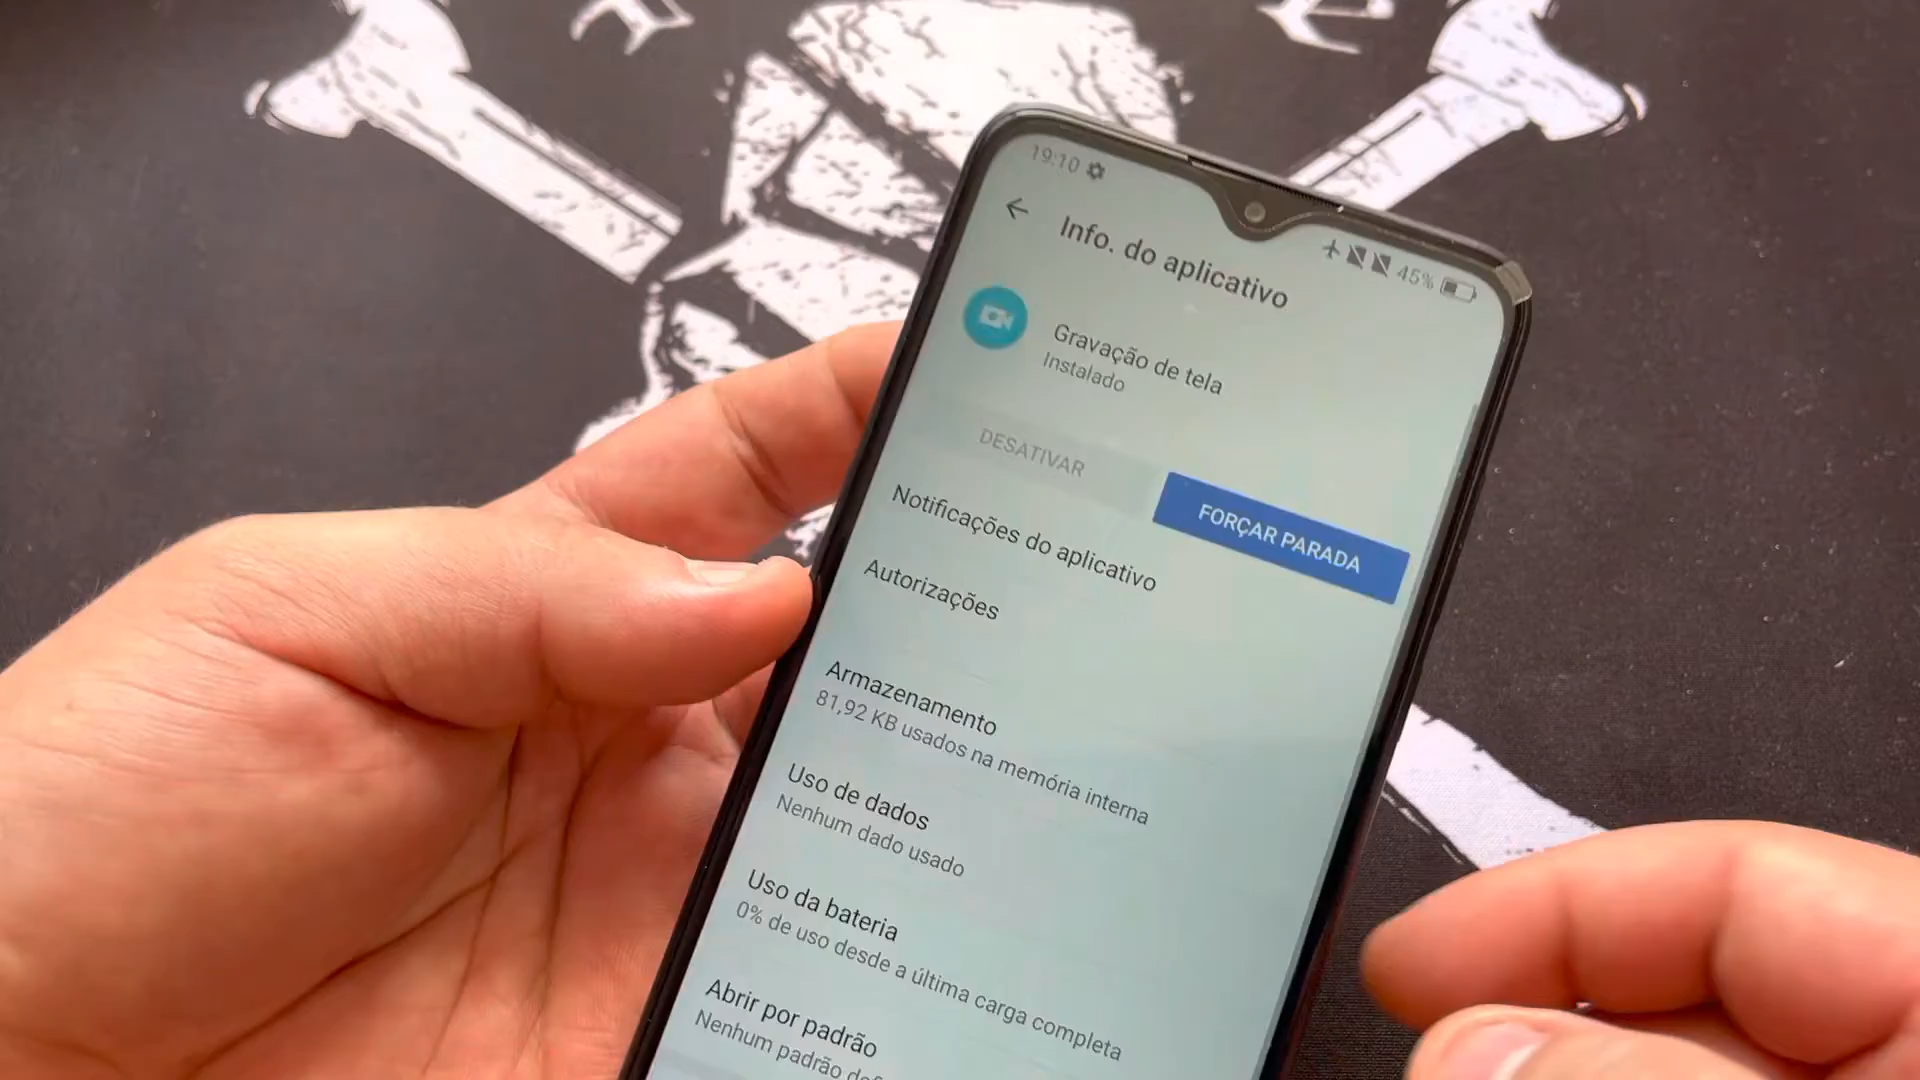 19:10
45%
Info. do aplicativo
Gravação de tela
Instalado
DESATIVAR
FORÇAR PARADA
Notificações do aplicativo
Autorizações
Armazenamento
81,92 KB usados na memória interna
Uso de dados
Nenhum dado usado
Uso da bateria
0% de uso desde a última carga completa
Abrir por padrão
Nenhum padrão